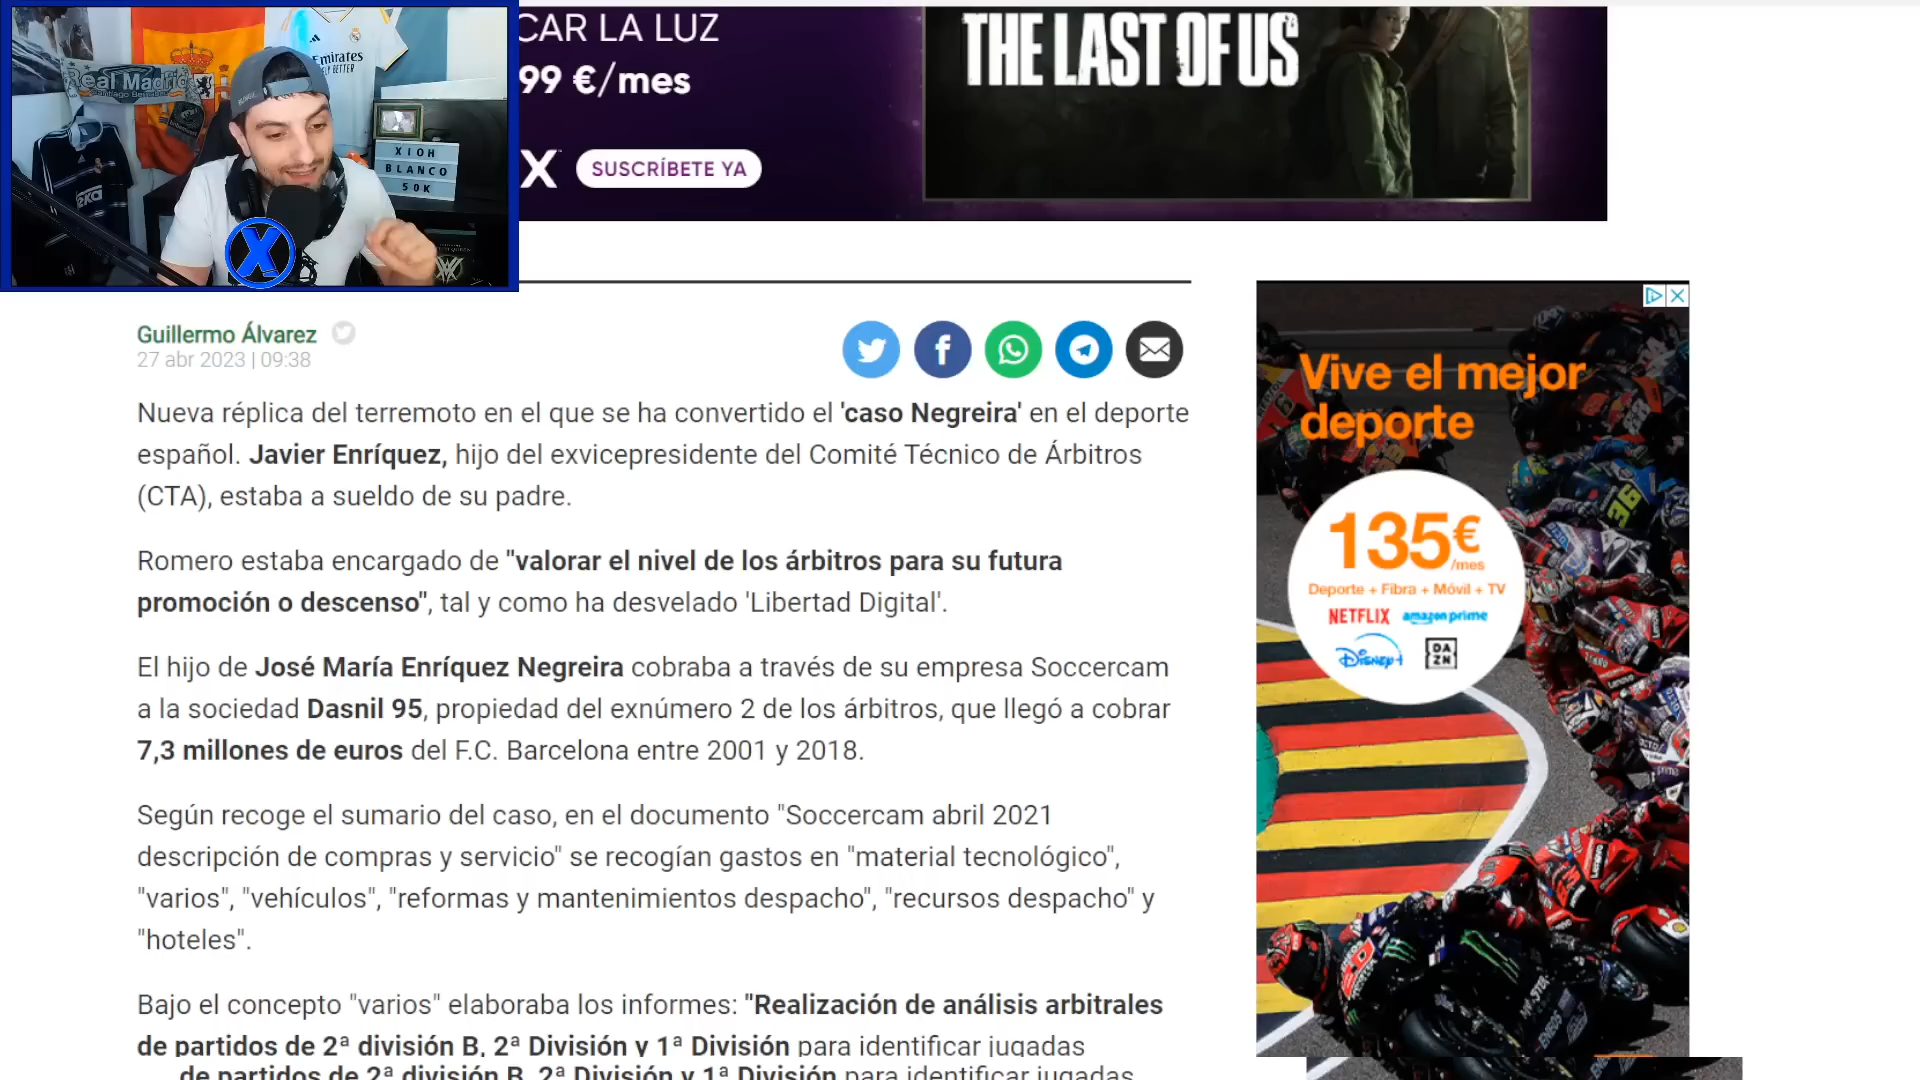 CAR LA LUZ
99 €/mes
X
SUSCRÍBETE YA
THE LAST OF US
Real Madrid
Emirates
FLY BETTER
XIOH
BLANCO
50K
X
Guillermo Álvarez
27 abr 2023 | 09:38
Nueva réplica del terremoto en el que se ha convertido el 'caso Negreira' en el deporte
español. Javier Enríquez, hijo del exvicepresidente del Comité Técnico de Árbitros
(CTA), estaba a sueldo de su padre.
Romero estaba encargado de "valorar el nivel de los árbitros para su futura
promoción o descenso", tal y como ha desvelado 'Libertad Digital'.
El hijo de José María Enríquez Negreira cobraba a través de su empresa Soccercam
a la sociedad Dasnil 95, propiedad del exnúmero 2 de los árbitros, que llegó a cobrar
7,3 millones de euros del F.C. Barcelona entre 2001 y 2018.
Según recoge el sumario del caso, en el documento "Soccercam abril 2021
descripción de compras y servicio" se recogían gastos en "material tecnológico",
"varios", "vehículos", "reformas y mantenimientos despacho", "recursos despacho" y
"hoteles".
Bajo el concepto "varios" elaboraba los informes: "Realización de análisis arbitrales
de partidos de 2ª división B, 2ª División y 1ª División para identificar jugadas
de partidos de 2ª división B, 2ª División y 1ª División para identificar jugadas
Vive el mejor
deporte
135€
/mes
Deporte + Fibra + Móvil + TV
NETFLIX amazon prime
Disney+ DAZN
36